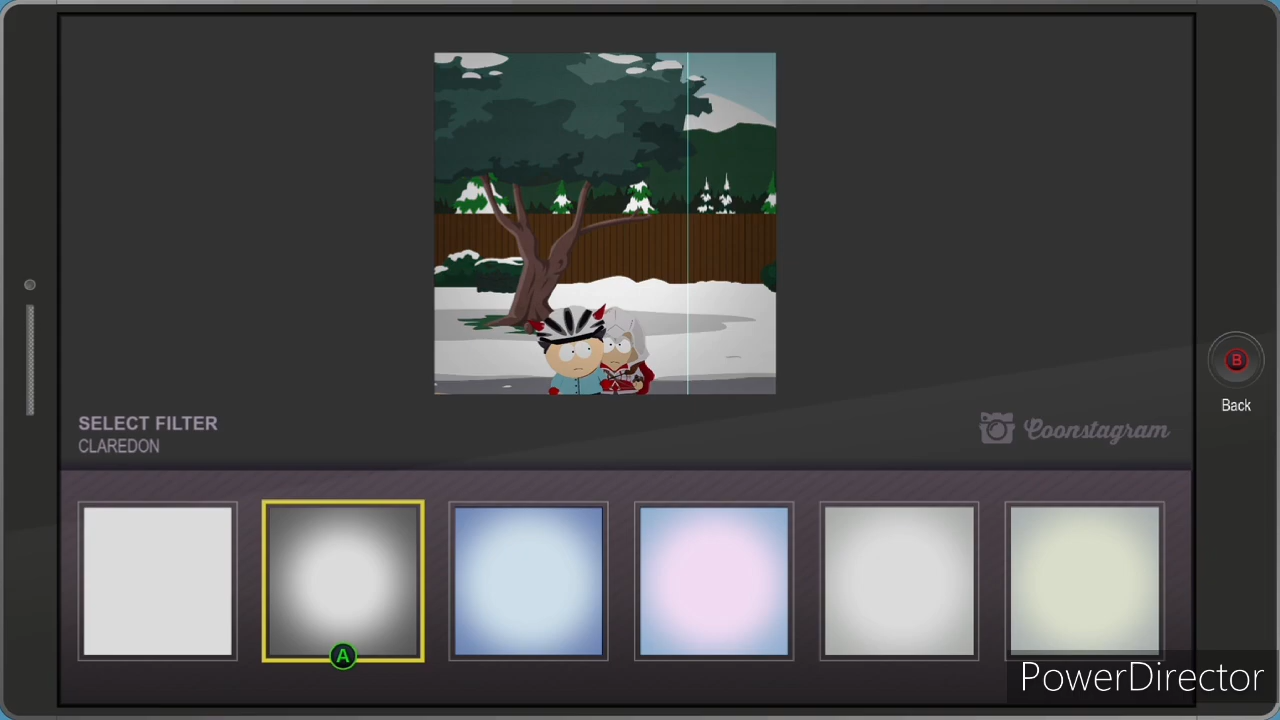 B
Back
SELECT FILTER
CLAREDON
Coonstagram
A
PowerDirector